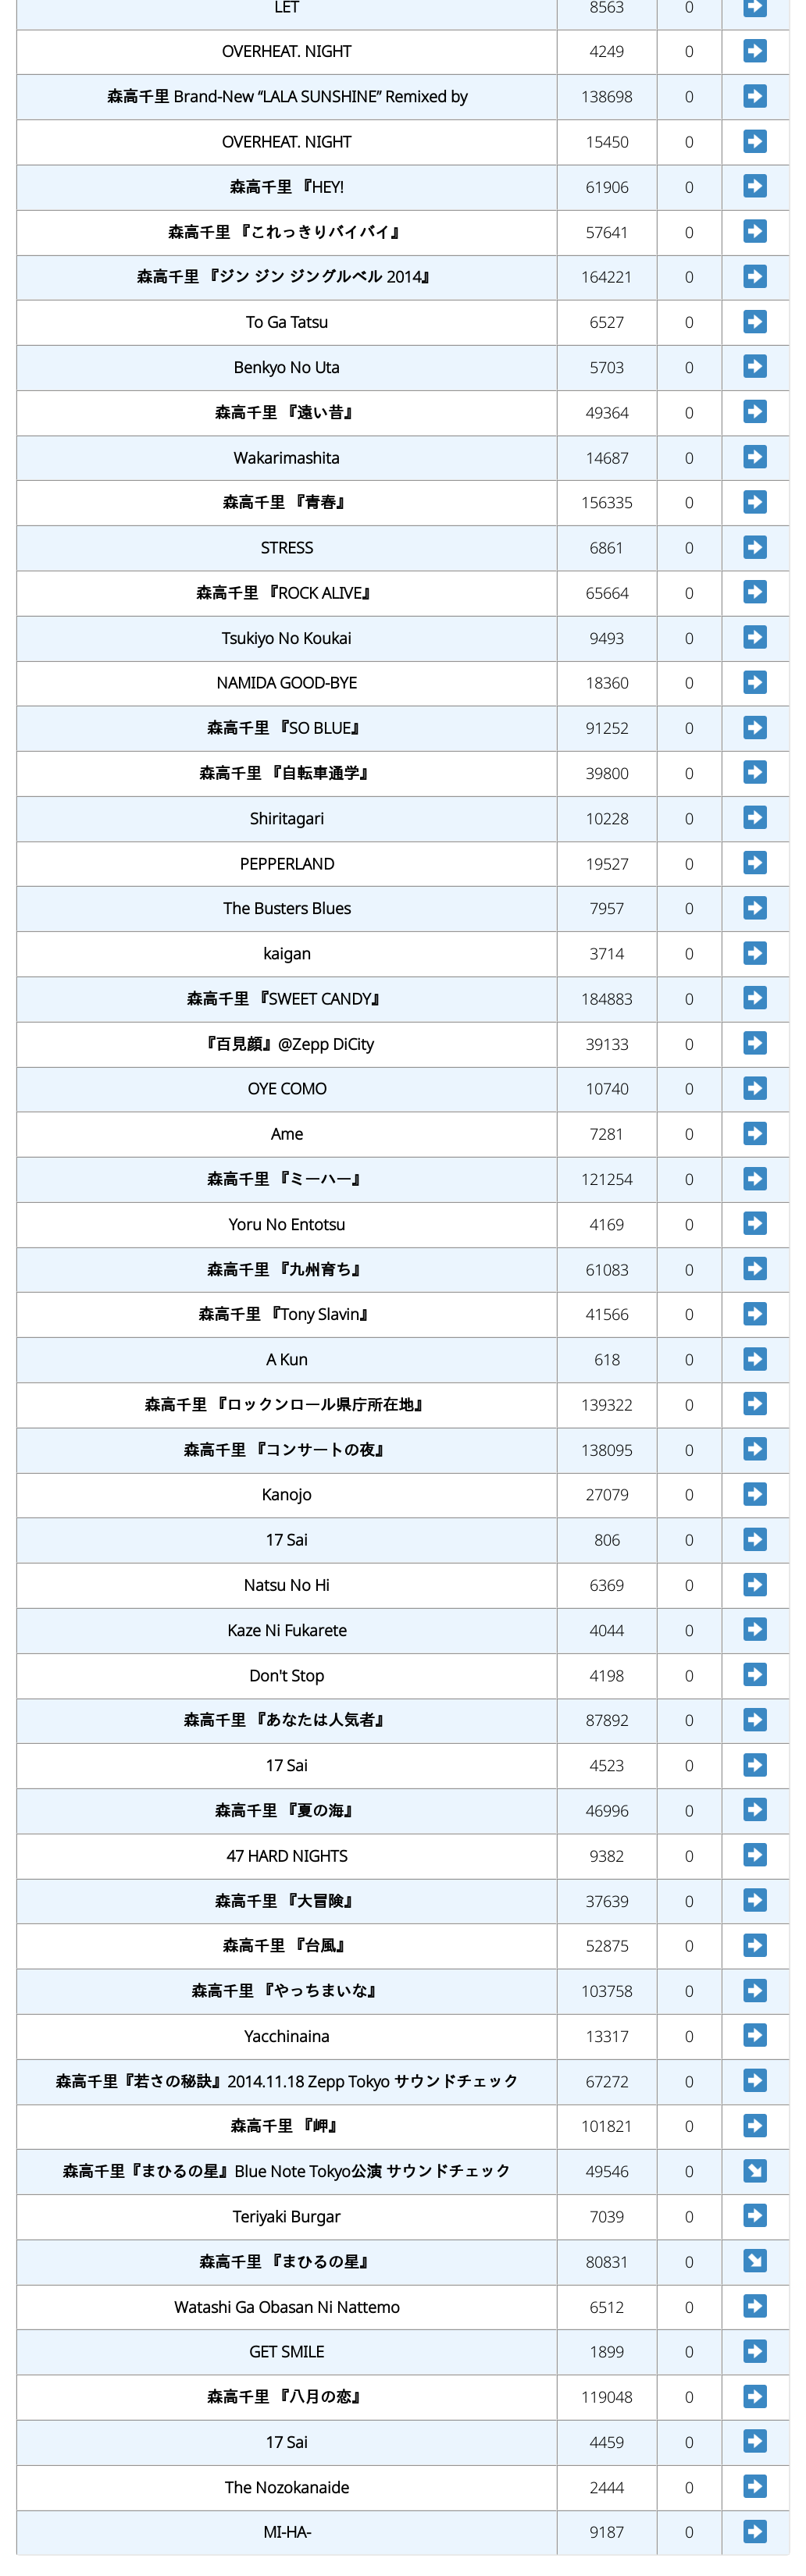 LET 8563 0
OVERHEAT. NIGHT 4249 0
森高千里 Brand-New “LALA SUNSHINE” Remixed by 138698 0
OVERHEAT. NIGHT 15450 0
森高千里 『HEY! 61906 0
森高千里 『これっきりバイバイ』 57641 0
森高千里 『ジン ジン ジングルベル 2014』 164221 0
To Ga Tatsu 6527 0
Benkyo No Uta 5703 0
森高千里 『遠い昔』 49364 0
Wakarimashita 14687 0
森高千里 『青春』 156335 0
STRESS 6861 0
森高千里 『ROCK ALIVE』 65664 0
Tsukiyo No Koukai 9493 0
NAMIDA GOOD-BYE 18360 0
森高千里 『SO BLUE』 91252 0
森高千里 『自転車通学』 39800 0
Shiritagari 10228 0
PEPPERLAND 19527 0
The Busters Blues 7957 0
kaigan 3714 0
森高千里 『SWEET CANDY』 184883 0
『百見顔』@Zepp DiCity 39133 0
OYE COMO 10740 0
Ame 7281 0
森高千里 『ミーハー』 121254 0
Yoru No Entotsu 4169 0
森高千里 『九州育ち』 61083 0
森高千里 『Tony Slavin』 41566 0
A Kun 618 0
森高千里 『ロックンロール県庁所在地』 139322 0
森高千里 『コンサートの夜』 138095 0
Kanojo 27079 0
17 Sai 806 0
Natsu No Hi 6369 0
Kaze Ni Fukarete 4044 0
Don't Stop 4198 0
森高千里 『あなたは人気者』 87892 0
17 Sai 4523 0
森高千里 『夏の海』 46996 0
47 HARD NIGHTS 9382 0
森高千里 『大冒険』 37639 0
森高千里 『台風』 52875 0
森高千里 『やっちまいな』 103758 0
Yacchinaina 13317 0
森高千里『若さの秘訣』2014.11.18 Zepp Tokyo サウンドチェック 67272 0
森高千里 『岬』 101821 0
森高千里『まひるの星』Blue Note Tokyo公演 サウンドチェック 49546 0
Teriyaki Burgar 7039 0
森高千里 『まひるの星』 80831 0
Watashi Ga Obasan Ni Nattemo 6512 0
GET SMILE 1899 0
森高千里 『八月の恋』 119048 0
17 Sai 4459 0
The Nozokanaide 2444 0
MI-HA- 9187 0